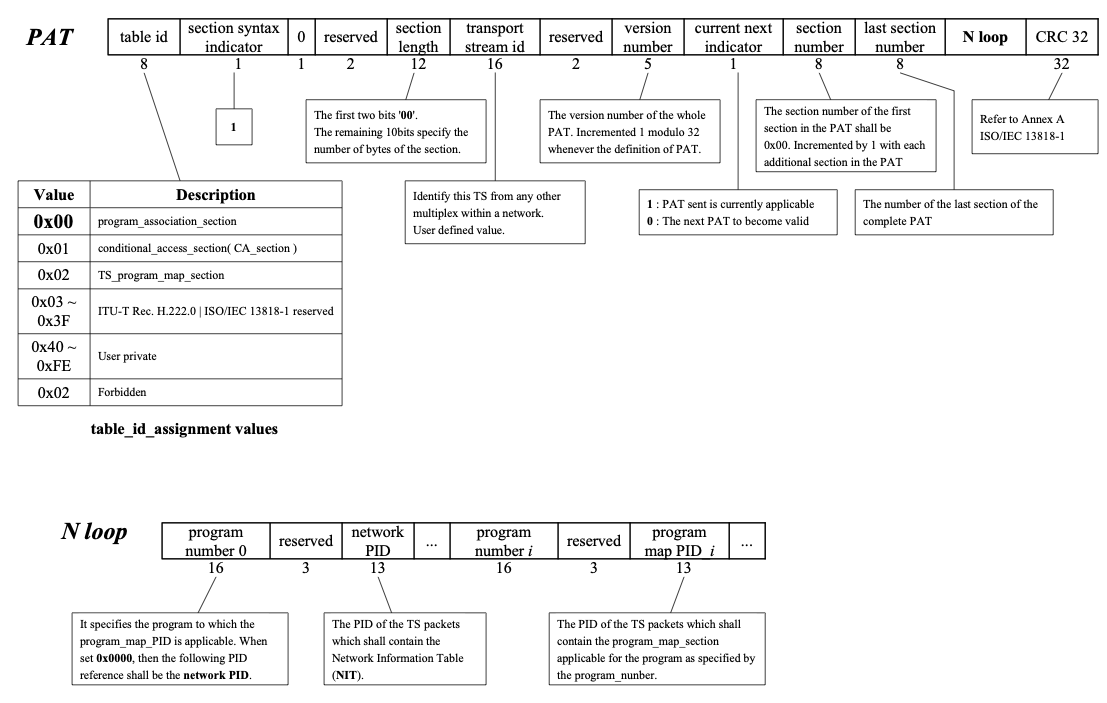 PAT
table id
section syntax
indicator
0
reserved
section
length
transport
stream id
reserved
version
number
current next
indicator
section
number
last section
number
N loop
CRC 32
8
1
1
2
12
16
2
5
1
8
8
32
1
The first two bits '00'.
The remaining 10bits specify the
number of bytes of the section.
The version number of the whole
PAT. Incremented 1 modulo 32
whenever the definition of PAT.
The section number of the first
section in the PAT shall be
0x00. Incremented by 1 with each
additional section in the PAT
Refer to Annex A
ISO/IEC 13818-1
Identify this TS from any other
multiplex within a network.
User defined value.
1 : PAT sent is currently applicable
0 : The next PAT to become valid
The number of the last section of the
complete PAT
Value Description
0x00 program_association_section
0x01 conditional_access_section( CA_section )
0x02 TS_program_map_section
0x03 ~
0x3F
ITU-T Rec. H.222.0 | ISO/IEC 13818-1 reserved
0x40 ~
0xFE
User private
0x02 Forbidden
table_id_assignment values
N loop
program
number 0
reserved
network
PID
...
program
number i
reserved
program
map PID_i
...
16
3
13
16
3
13
It specifies the program to which the
program_map_PID is applicable. When
set 0x0000, then the following PID
reference shall be the network PID.
The PID of the TS packets
which shall contain the
Network Information Table
(NIT).
The PID of the TS packets which shall
contain the program_map_section
applicable for the program as specified by
the program_nunber.